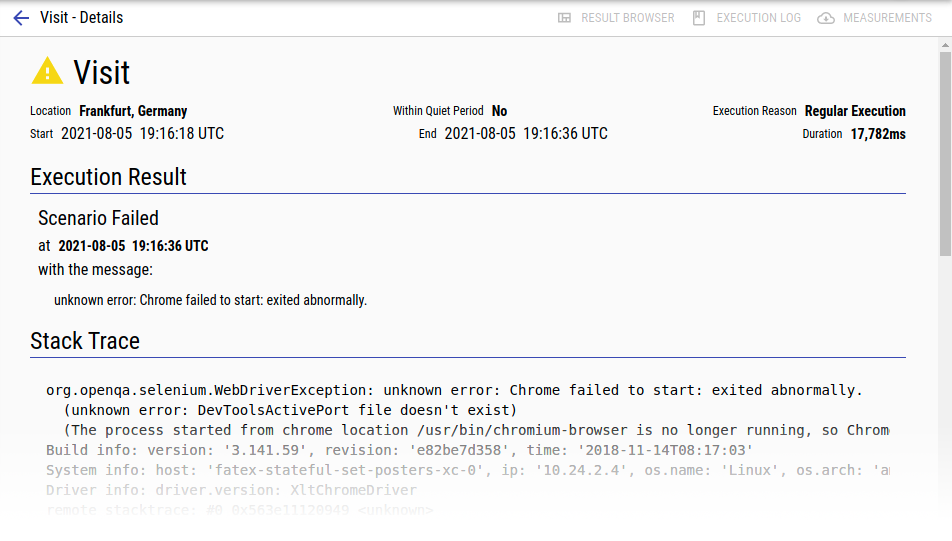 Visit - Details
RESULT BROWSER EXECUTION LOG MEASUREMENTS
Visit
Location Frankfurt, Germany Within Quiet Period No Execution Reason Regular Execution
Start 2021-08-05 19:16:18 UTC End 2021-08-05 19:16:36 UTC Duration 17,782ms
Execution Result
Scenario Failed
at 2021-08-05 19:16:36 UTC
with the message:
unknown error: Chrome failed to start: exited abnormally.
Stack Trace
org.openqa.selenium.WebDriverException: unknown error: Chrome failed to start: exited abnormally.
(unknown error: DevToolsActivePort file doesn't exist)
(The process started from chrome location /usr/bin/chromium-browser is no longer running, so Chrom
Build info: version: '3.141.59', revision: 'e82be7d358', time: '2018-11-14T08:17:03'
System info: host: 'fatex-stateful-set-posters-xc-0', ip: '10.24.2.4', os.name: 'Linux', os.arch:
Driver info: driver.version: XltChromeDriver
remote stacktrace: #0 0x563e11120949 <unknown>